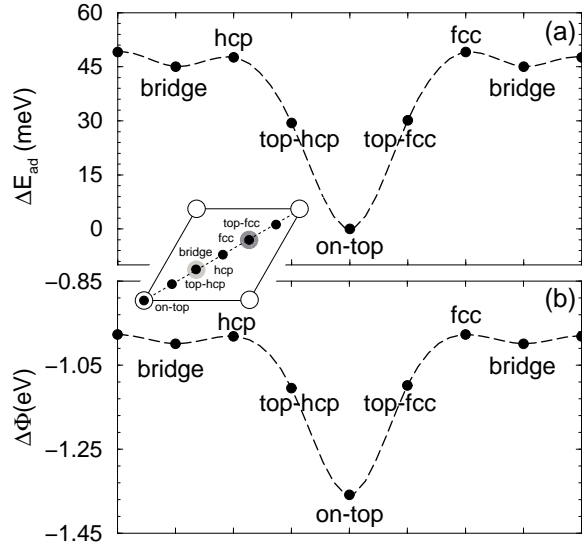 60
45
30
15
0
ΔE_ad (meV)
(a)
hcp
fcc
bridge
bridge
top-hcp
top-fcc
on-top
top-fcc
fcc
bridge
hcp
top-hcp
on-top
−0.85
−1.05
−1.25
−1.45
ΔΦ(eV)
(b)
hcp
fcc
bridge
bridge
top-hcp
top-fcc
on-top